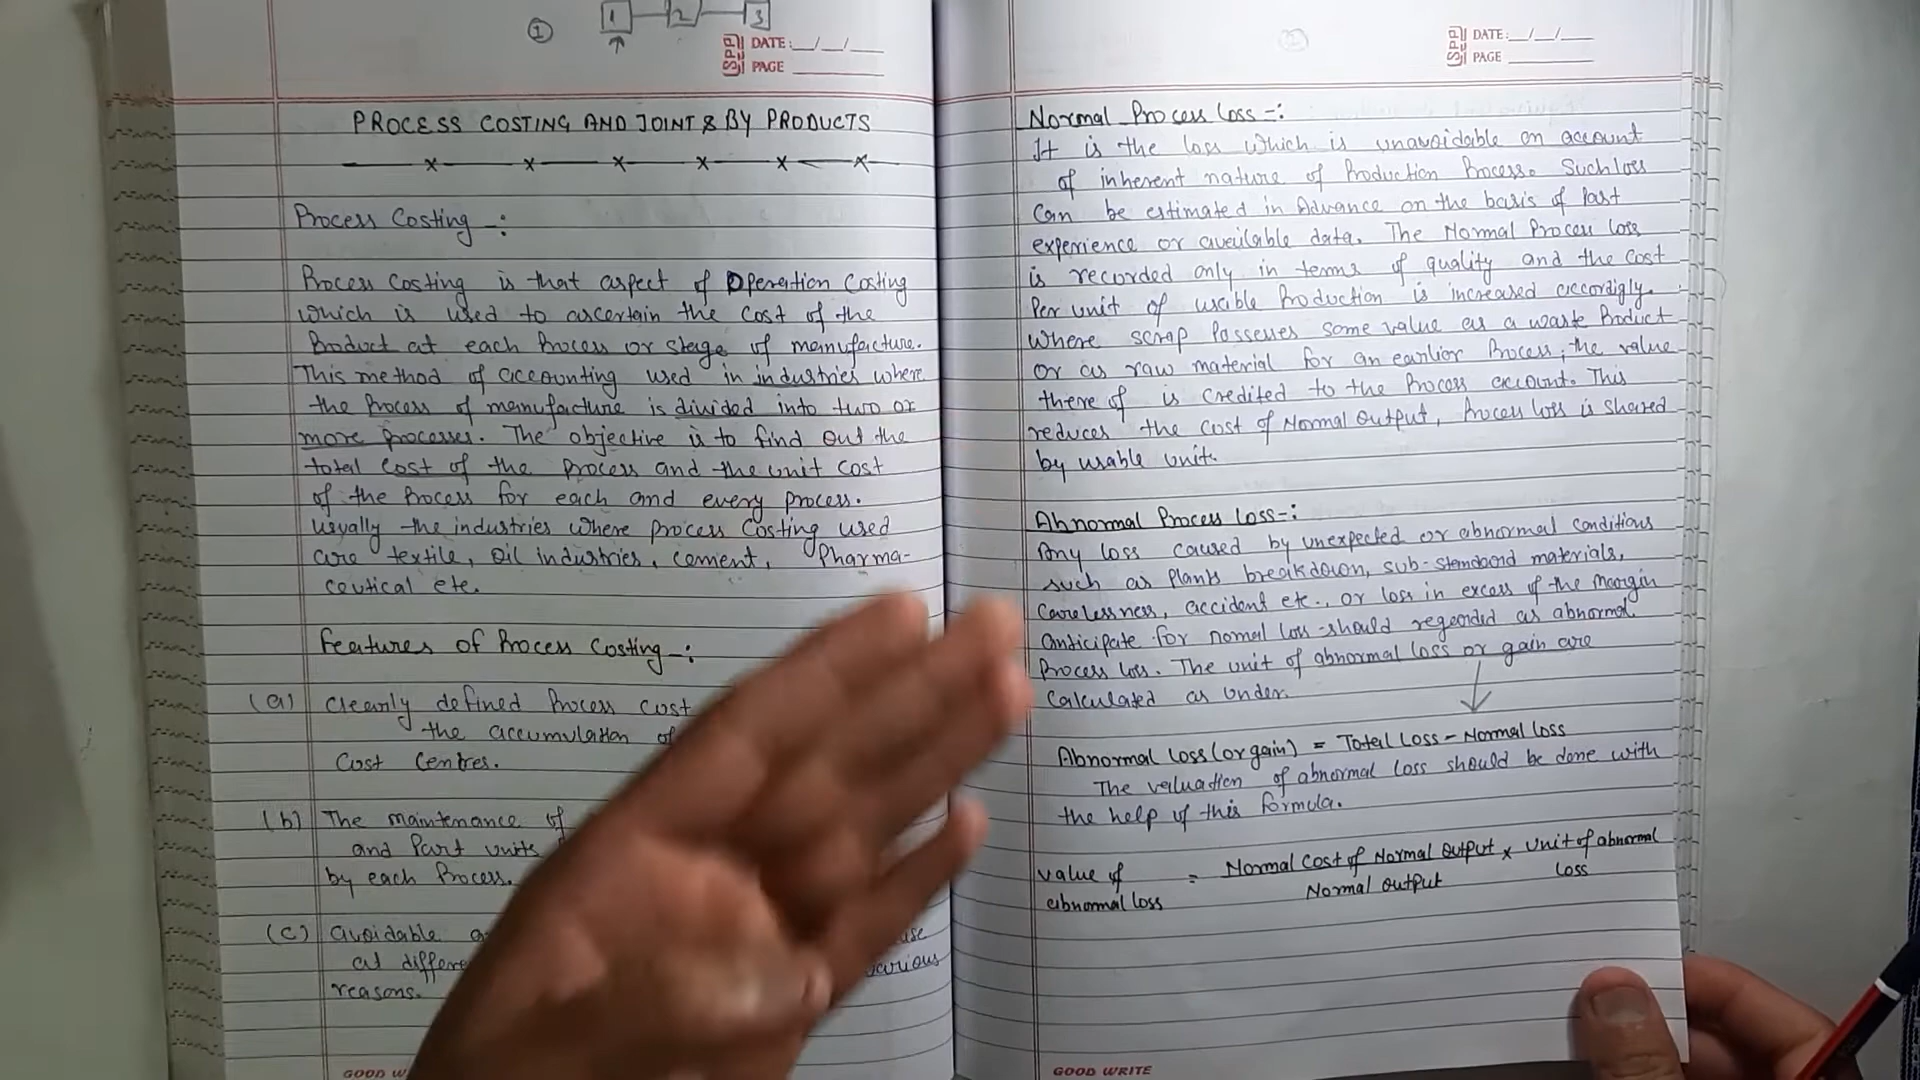 ① 1 2 3
DATE: __/__/__
PAGE
PROCESS COSTING AND JOINT & BY PRODUCTS
Process Costing -:
Process Costing is that aspect of Operation Costing
which is used to ascertain the cost of the
Product at each Process or stage of manufacture.
This method of accounting used in industries where
the Process of manufacture is divided into two or
more processes. The objective is to find out the
total cost of the process and the unit cost
of the Process for each and every process.
Usually the industries where process costing used
are textile, oil industries, cement, Pharma-
ceutical etc.
Features of Process Costing -:
(a) Clearly defined Process cost
the accumulation of
Cost Centres.
(b) The maintenance of
and Part units
by each Process.
(c) avoidable
at
various
reasons.
GOOD
DATE: __/__/__
PAGE
Normal Process Loss -:
It is the loss which is unavoidable on account
of inherent nature of Production Process. Such loss
Can be estimated in Advance on the basis of Past
experience or available data. The Normal Process loss
is recorded only in terms of quality and the cost
Per unit of usible Production is increased accordigly.
Where scrap Possesses some value as a waste Product
Or as raw material for an earlior Process, the value
there of is credited to the Process account. This
reduces the cost of Normal Output, Process loss is shared
by usable unit.
Abnormal Process Loss -:
Any loss caused by unexpected or abnormal conditions
such as Plants breakdown, sub-standard materials,
Carelessness, accident etc., or loss in excess of the margin
anticipate for normal loss should regarded as abnormal
Process loss. The unit of abnormal loss or gain are
Calculated as under.
Abnormal Loss (or gain) = Total Loss - Normal loss
The valuation of abnormal loss should be done with
the help of this formula.
Value of abnormal loss = Normal Cost of Normal Output / Normal Output × Unit of abnormal loss
GOOD WRITE